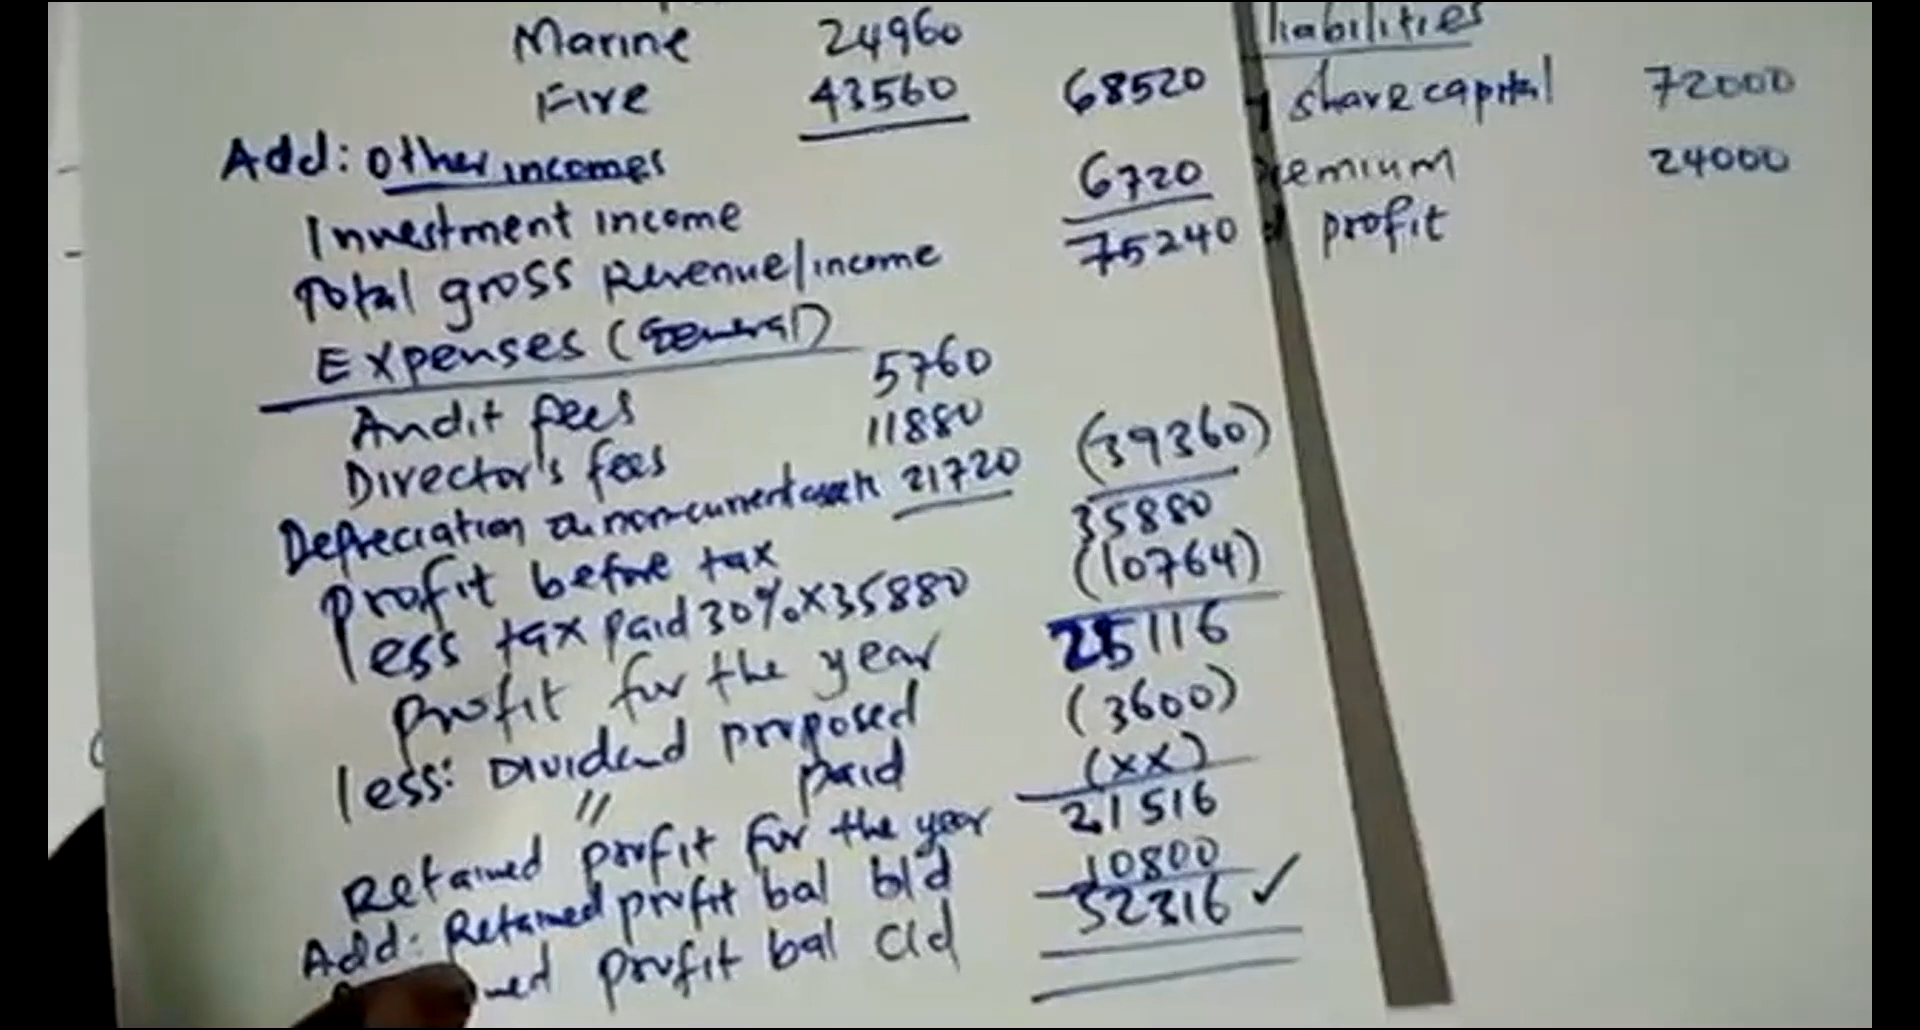 Marine 24960
Fire 43560 68520
Add: Other incomes
Investment income 6720
Total gross Revenue/income 75240
Expenses (General)
Audit fees 5760
Director's fees 11880
Depreciation on non-current assets 21720 (39360)
Profit before tax 35880
less tax paid 30% x 35880 (10764)
profit for the year 25116
less: Dividend proposed (3600)
" paid (xx)
Retained profit for the year 21516
Add: Retained profit bal b/d 10800
profit bal c/d 32316 ✓
liabilities
share capital 72000
emium 24000
profit